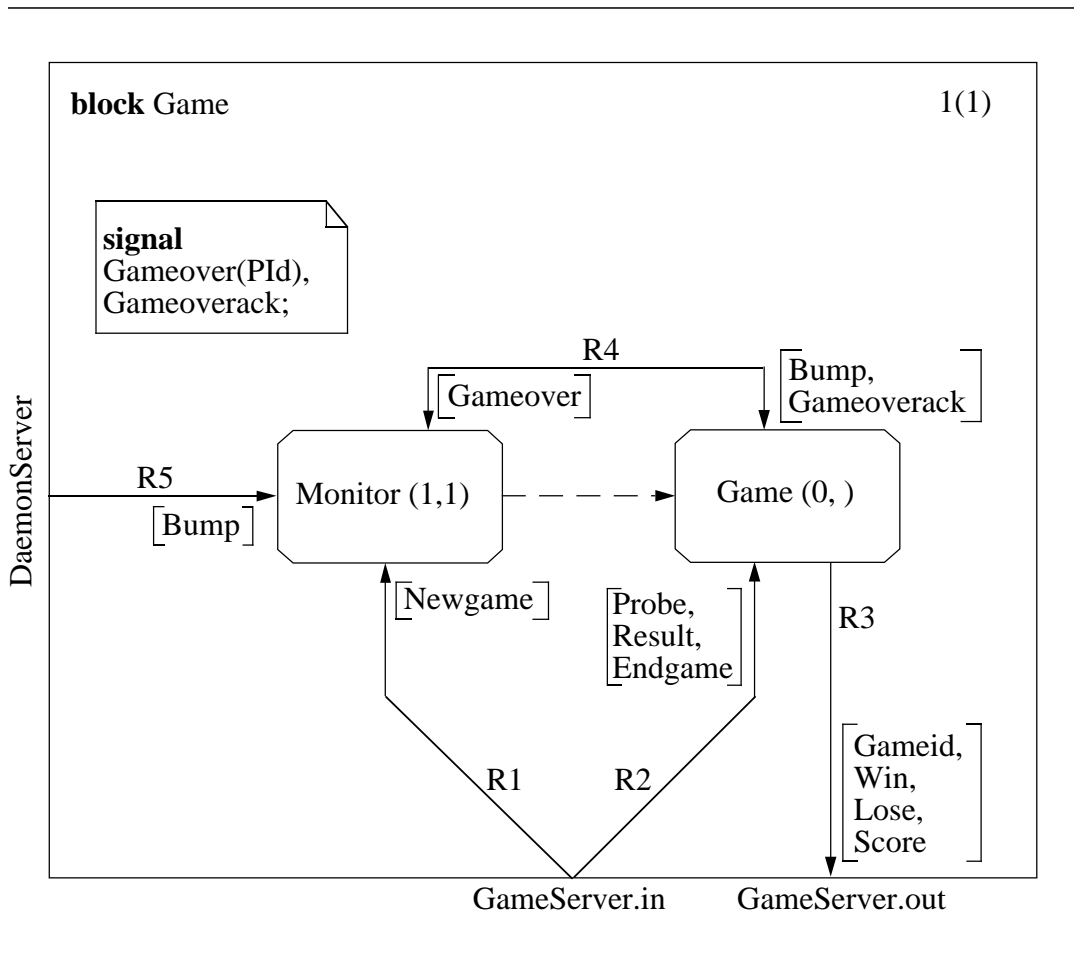 block Game
1(1)
signal
Gameover(PId),
Gameoverack;
R4
[Gameover]
[Bump,
Gameoverack]
DaemonServer
R5
[Bump]
Monitor (1,1)
Game (0, )
[Newgame]
[Probe,
Result,
Endgame]
R3
R1
R2
[Gameid,
Win,
Lose,
Score]
GameServer.in
GameServer.out